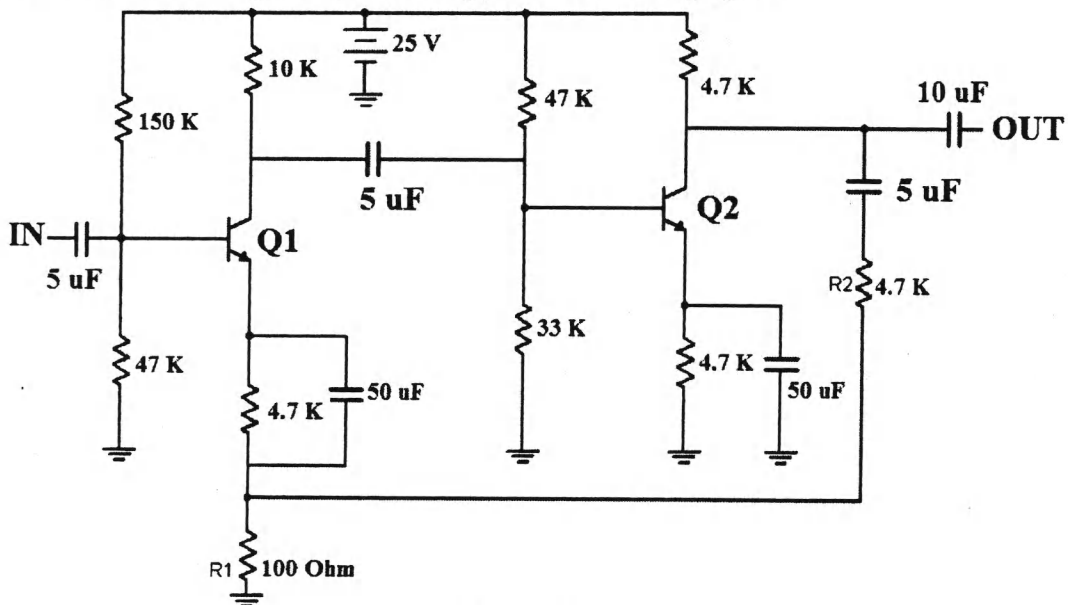 25 V
10 K
4.7 K
47 K
10 uF
150 K
OUT
5 uF
5 uF
Q2
IN
Q1
5 uF
R2 4.7 K
33 K
47 K
4.7 K
50 uF
50 uF
4.7 K
R1 100 Ohm